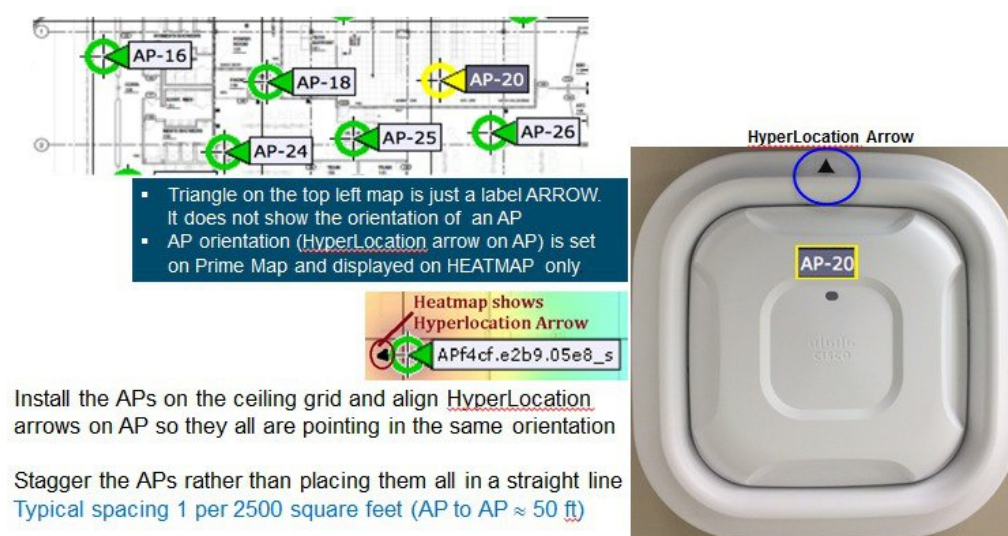 1
AP-16
AP-18
AP-20
2
AP-24
AP-25
AP-26
▪ Triangle on the top left map is just a label ARROW.
It does not show the orientation of an AP
▪ AP orientation (HyperLocation arrow on AP) is set
on Prime Map and displayed on HEATMAP only
Heatmap shows
Hyperlocation Arrow
APf4cf.e2b9.05e8_s
Install the APs on the ceiling grid and align HyperLocation
arrows on AP so they all are pointing in the same orientation
Stagger the APs rather than placing them all in a straight line
Typical spacing 1 per 2500 square feet (AP to AP ≈ 50 ft)
HyperLocation Arrow
AP-20
CISCO